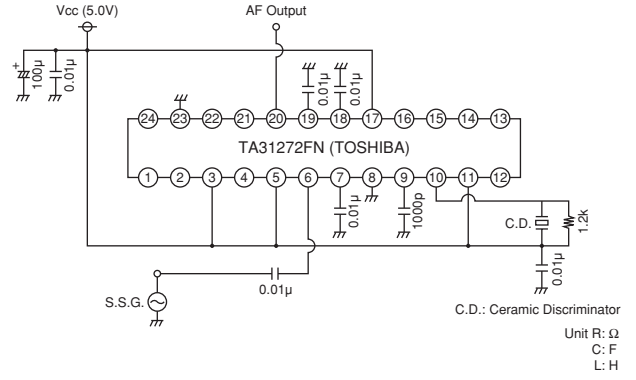 Vcc (5.0V)
AF Output
+
100μ
0.01μ
0.01μ
0.01μ
24 23 22 21 20 19 18 17 16 15 14 13
TA31272FN (TOSHIBA)
1 2 3 4 5 6 7 8 9 10 11 12
0.01μ
1000p
C.D.
1.2k
0.01μ
0.01μ
S.S.G.
C.D.: Ceramic Discriminator
Unit R: Ω
C: F
L: H